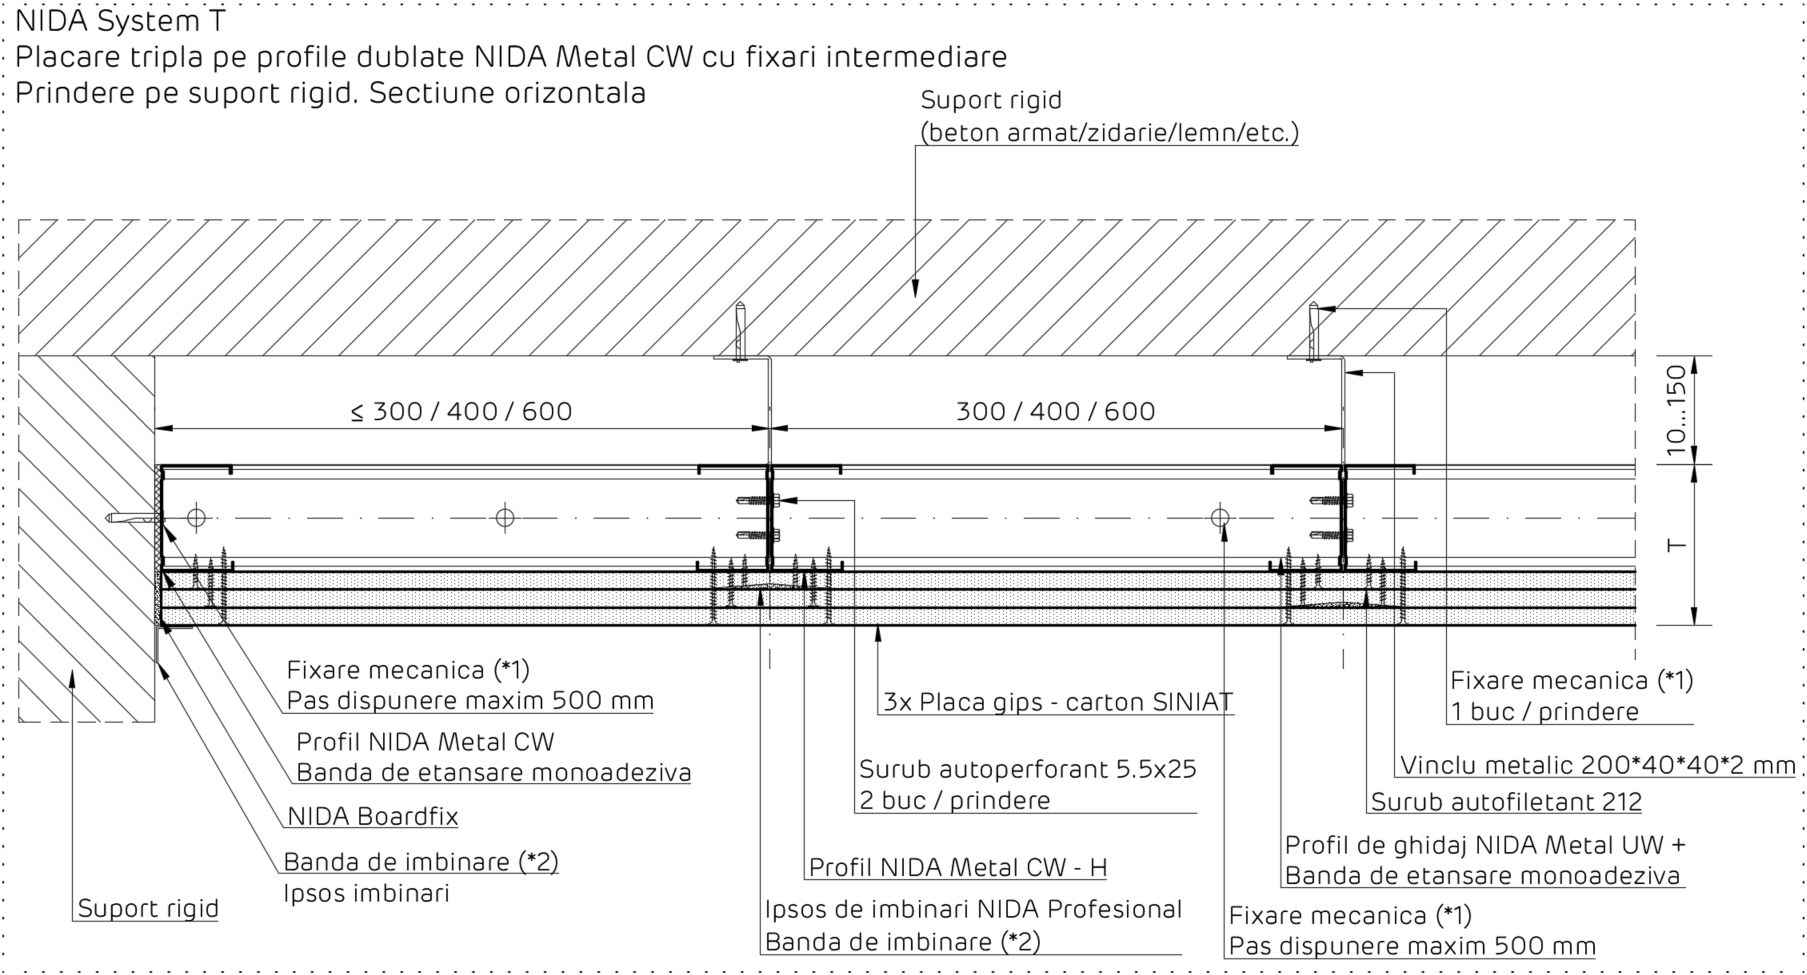 NIDA System T
Placare tripla pe profile dublate NIDA Metal CW cu fixari intermediare
Prindere pe suport rigid. Sectiune orizontala
Suport rigid
(beton armat/zidarie/lemn/etc.)
≤ 300 / 400 / 600
300 / 400 / 600
10...150
T
Fixare mecanica (*1)
Pas dispunere maxim 500 mm
Profil NIDA Metal CW
Banda de etansare monoadeziva
NIDA Boardfix
Banda de imbinare (*2)
Ipsos imbinari
Suport rigid
3x Placa gips - carton SINIAT
Surub autoperforant 5.5x25
2 buc / prindere
Profil NIDA Metal CW - H
Ipsos de imbinari NIDA Profesional
Banda de imbinare (*2)
Fixare mecanica (*1)
1 buc / prindere
Vinclu metalic 200*40*40*2 mm
Surub autofiletant 212
Profil de ghidaj NIDA Metal UW +
Banda de etansare monoadeziva
Fixare mecanica (*1)
Pas dispunere maxim 500 mm